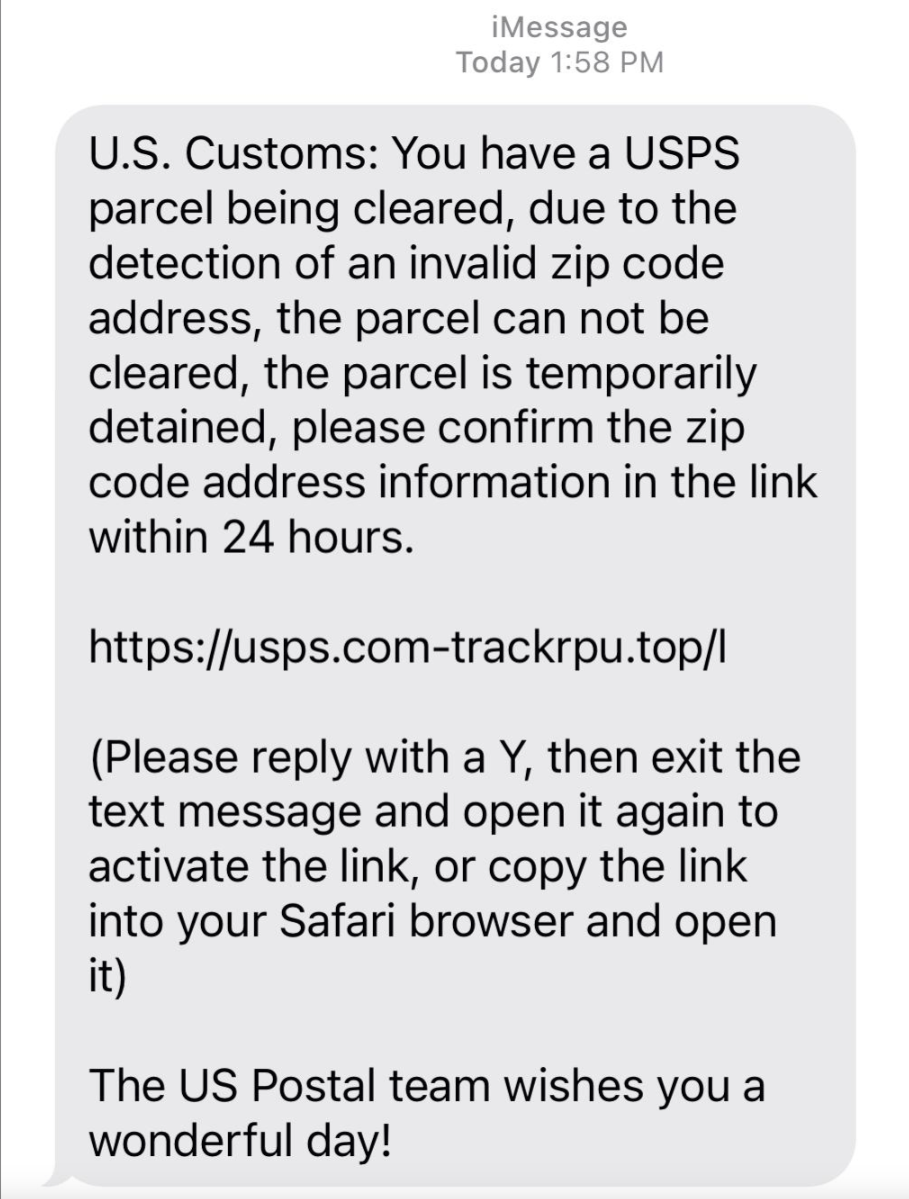 iMessage
Today 1:58 PM
U.S. Customs: You have a USPS
parcel being cleared, due to the
detection of an invalid zip code
address, the parcel can not be
cleared, the parcel is temporarily
detained, please confirm the zip
code address information in the link
within 24 hours.
https://usps.com-trackrpu.top/l
(Please reply with a Y, then exit the
text message and open it again to
activate the link, or copy the link
into your Safari browser and open
it)
The US Postal team wishes you a
wonderful day!